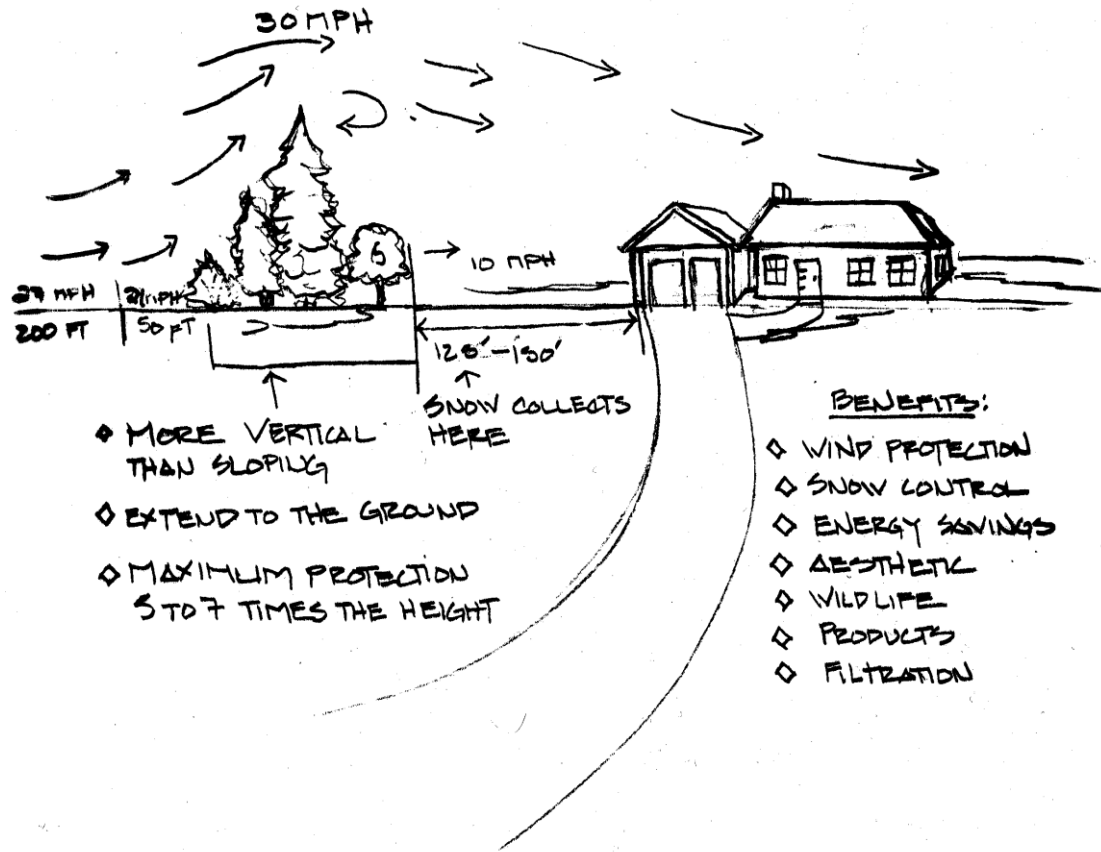 30 MPH
10 MPH
27 MPH
21 MPH
200 FT
50 FT
125'-150'
SNOW COLLECTS
HERE
◆ MORE VERTICAL
THAN SLOPING
◇ EXTEND TO THE GROUND
◇ MAXIMUM PROTECTION
5 TO 7 TIMES THE HEIGHT
BENEFITS:
◇ WIND PROTECTION
◇ SNOW CONTROL
◇ ENERGY SAVINGS
◇ AESTHETIC
◇ WILDLIFE
◇ PRODUCTS
◇ FILTRATION